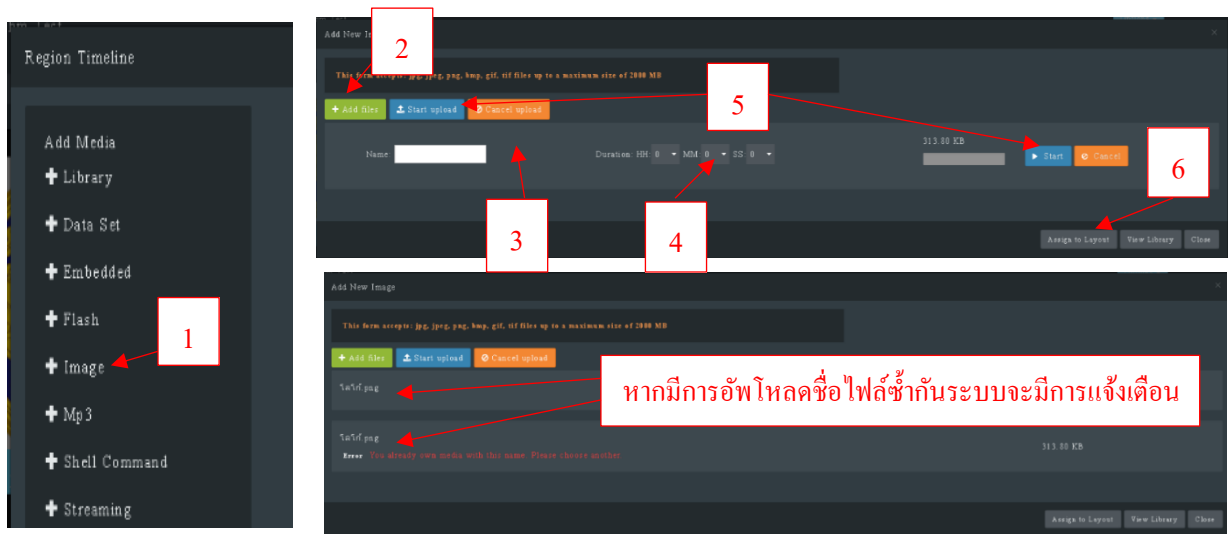 Region Timeline
Add Media
Library
Data Set
Embedded
Flash
Image
Mp3
Shell Command
Streaming
1
Add New
2
This form accepts: jpg, jpeg, png, bmp, gif, tif files up to a maximum size of 2000 MB
Add files
Start upload
Cancel upload
5
Name
Duration: HH: 0 MM: 0 SS: 0
313.80 KB
Start
Cancel
3
4
6
Assign to Layout
View Library
Close
Add New Image
This form accepts: jpg, jpeg, png, bmp, gif, tif files up to a maximum size of 2000 MB
Add files
Start upload
Cancel upload
หากมีการอัพโหลดชื่อไฟล์ซ้ำกันระบบจะมีการแจ้งเตือน
Error You already own media with this name. Please choose another
313.80 KB
Assign to Layout
View Library
Close